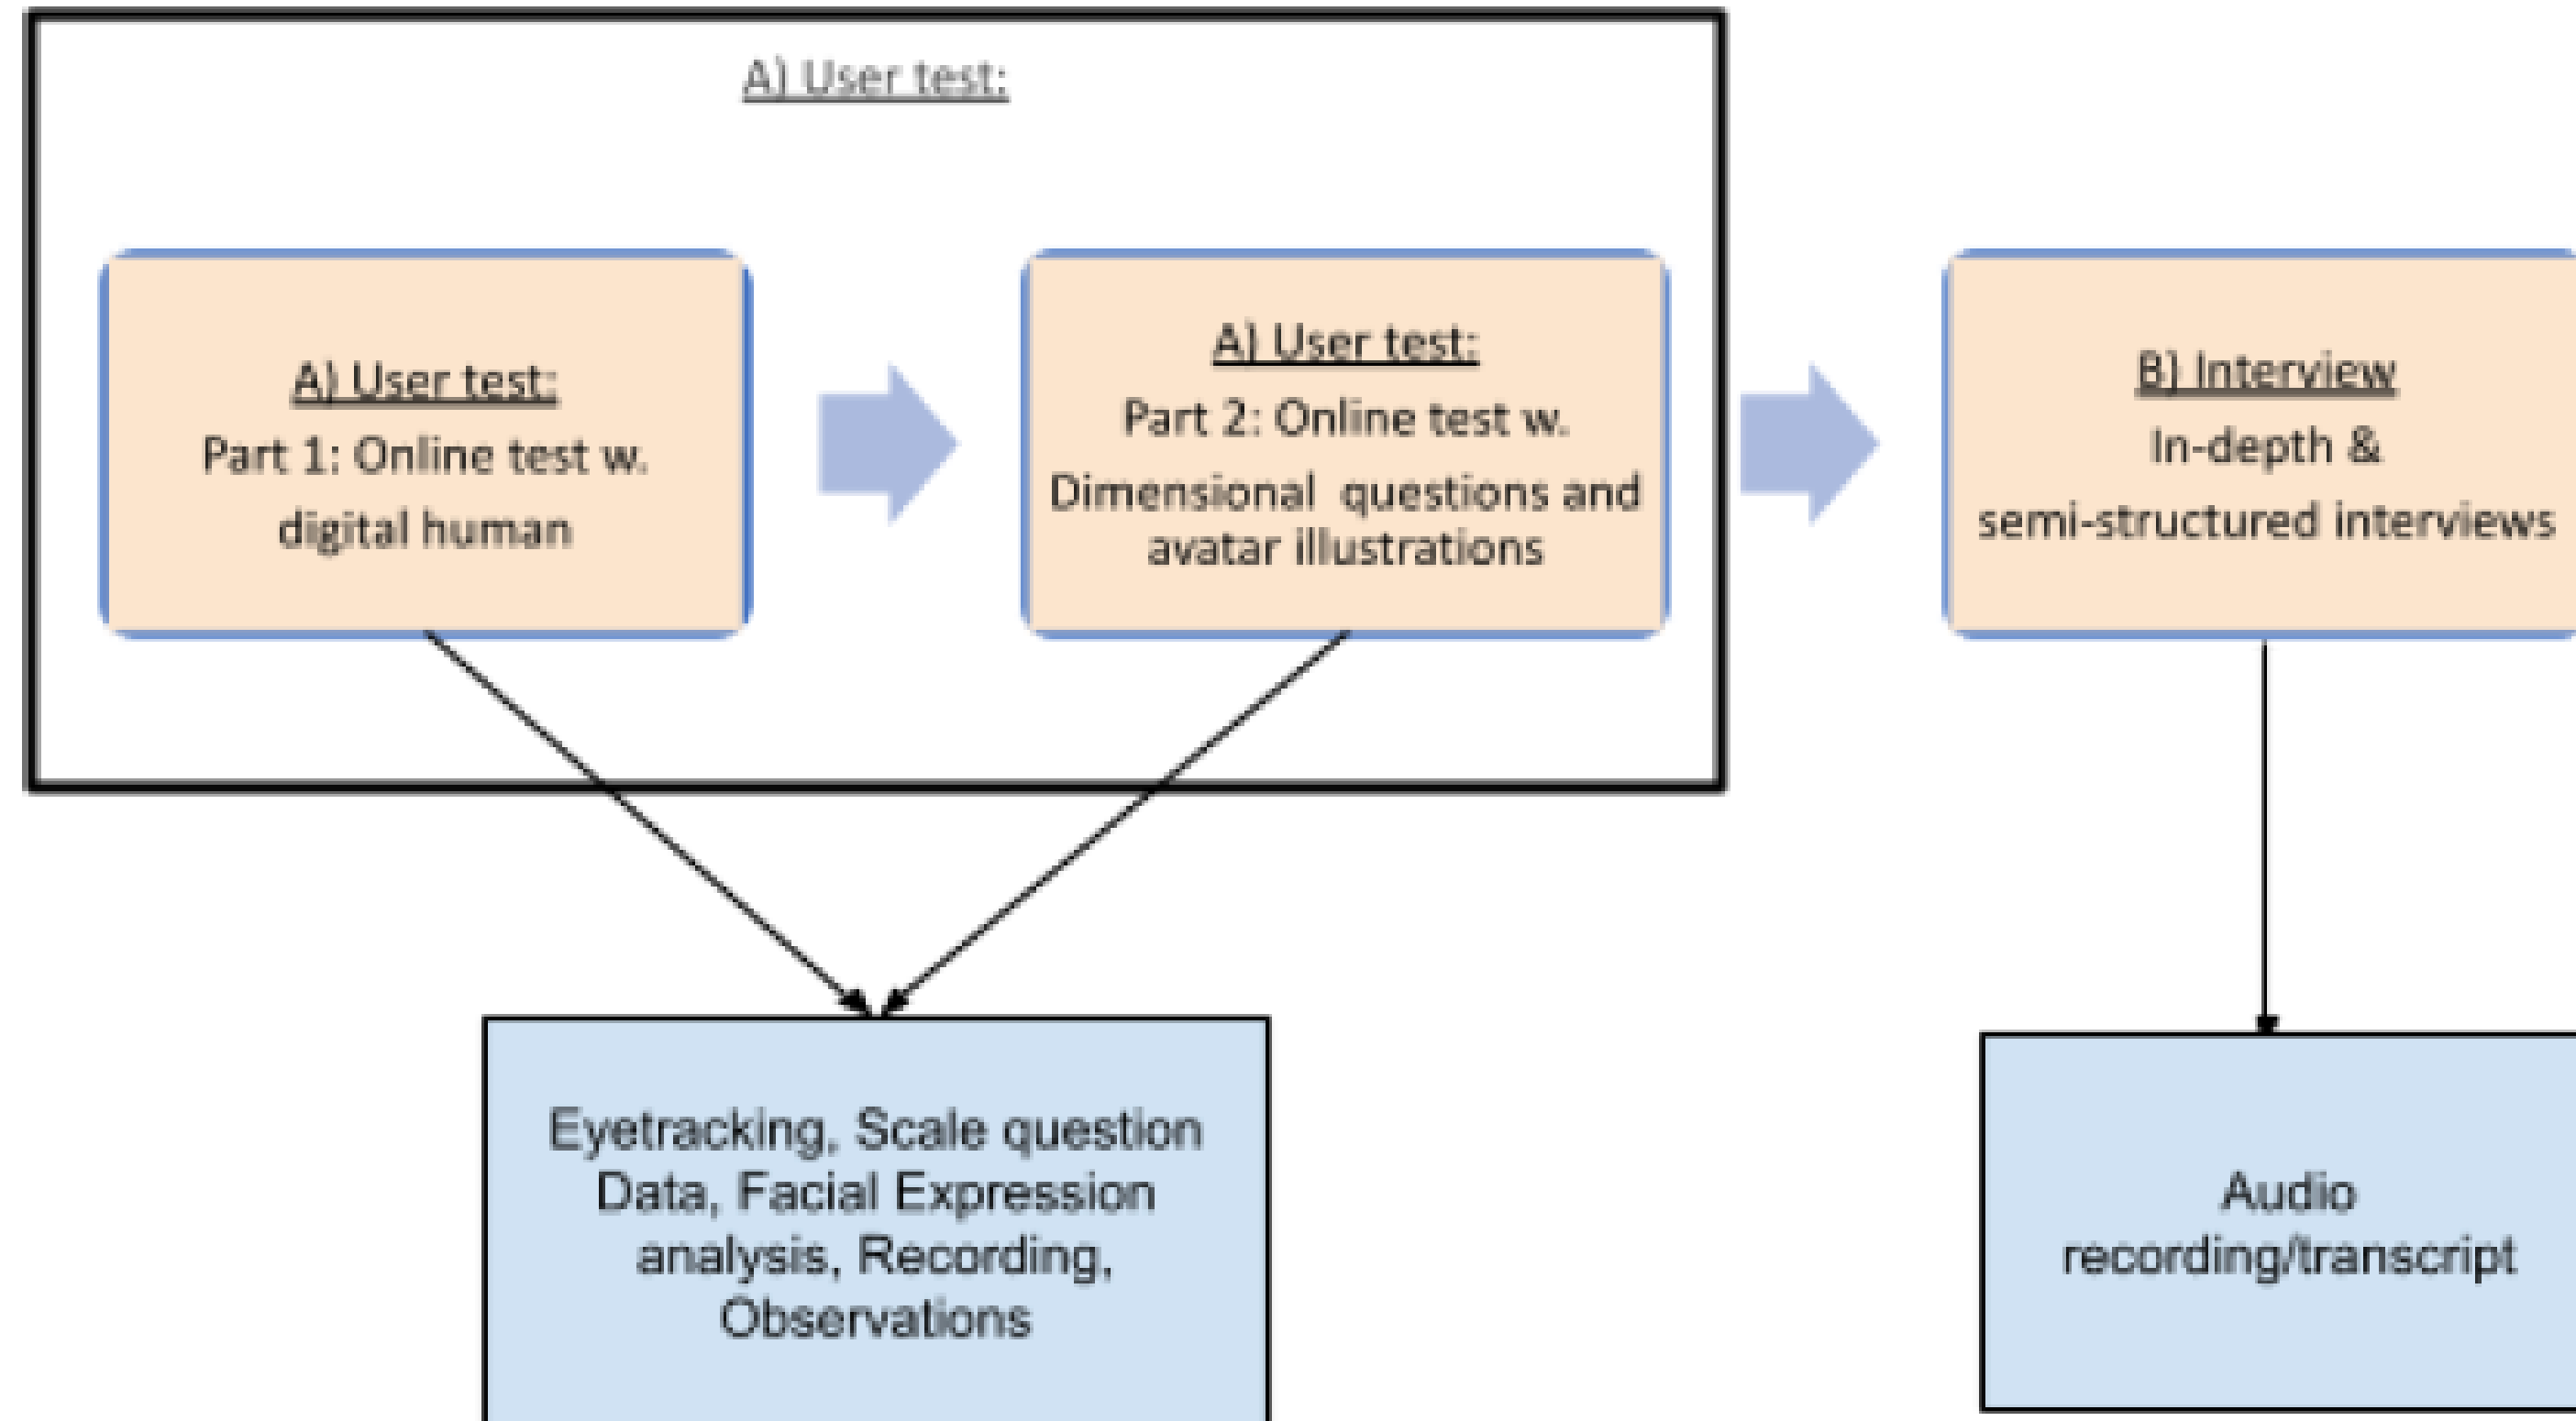 A) User test:
A) User test:
Part 1: Online test w.
digital human
A) User test:
Part 2: Online test w.
Dimensional questions and
avatar illustrations
B) Interview
In-depth &
semi-structured interviews
Eyetracking, Scale question
Data, Facial Expression
analysis, Recording,
Observations
Audio
recording/transcript